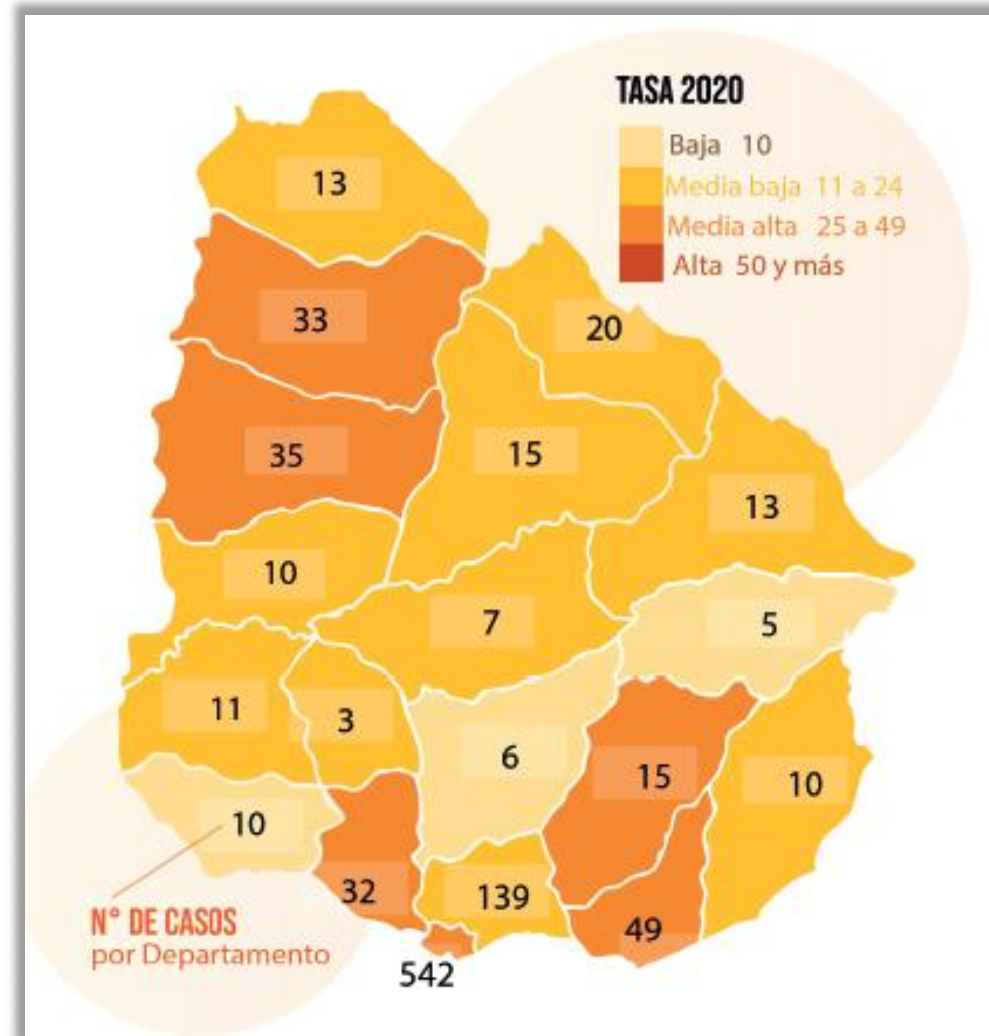 TASA 2020
Baja 10
Media baja 11 a 24
Media alta 25 a 49
Alta 50 y más
13
33
20
35
15
13
10
7
5
11
3
6
15
10
10
32
139
49
542
N° DE CASOS
por Departamento